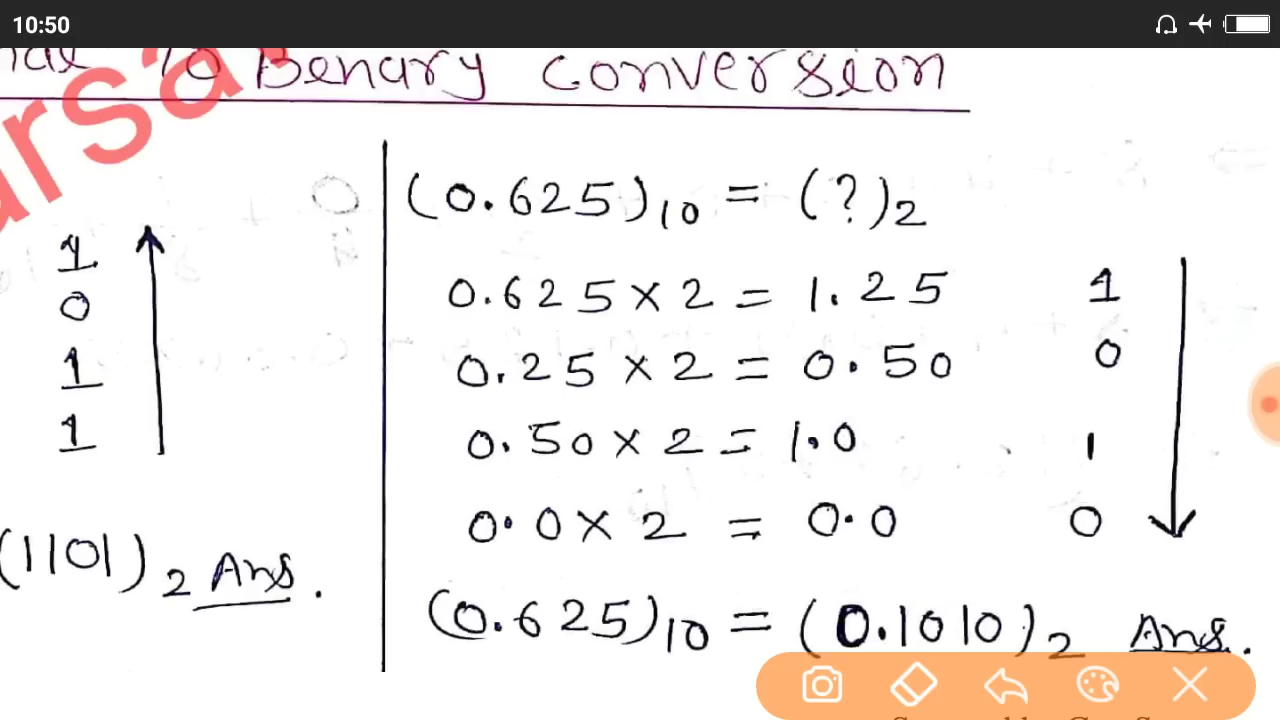 10:50
to Benary Conversion
1
0
1
1
(1101)2 Ans.
(0.625)10 = (?)2
0.625 × 2 = 1.25 1
0.25 × 2 = 0.50 0
0.50 × 2 = 1.0 1
0.0 × 2 = 0.0 0
(0.625)10 = (0.1010)2 Ans.